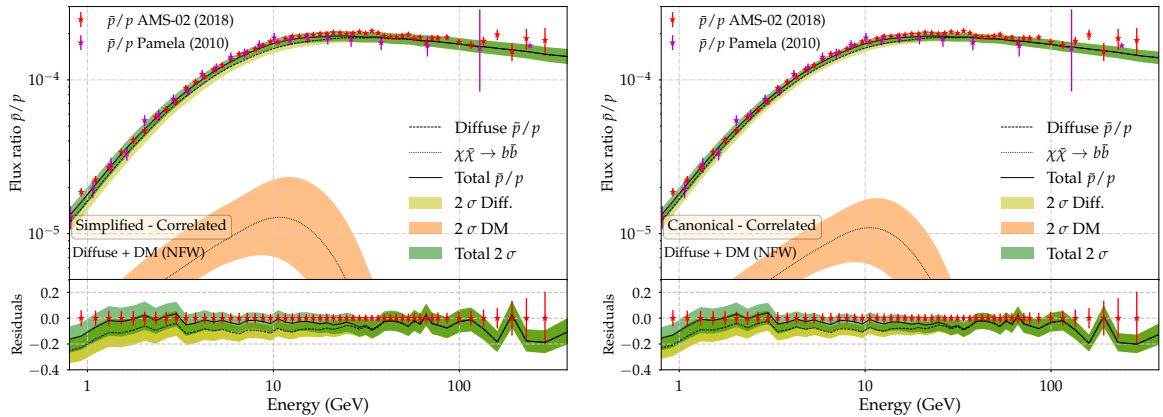 p̄/p AMS-02 (2018)
p̄/p Pamela (2010)
10⁻⁴
10⁻⁵
Flux ratio p̄/p
Diffuse p̄/p
χχ̄ → bb̄
Total p̄/p
2 σ Diff.
2 σ DM
Total 2 σ
Simplified - Correlated
Diffuse + DM (NFW)
0.2
0.0
−0.2
−0.4
Residuals
1
10
100
Energy (GeV)
p̄/p AMS-02 (2018)
p̄/p Pamela (2010)
10⁻⁴
10⁻⁵
Flux ratio p̄/p
Diffuse p̄/p
χχ̄ → bb̄
Total p̄/p
2 σ Diff.
2 σ DM
Total 2 σ
Canonical - Correlated
Diffuse + DM (NFW)
0.2
0.0
−0.2
−0.4
Residuals
1
10
100
Energy (GeV)